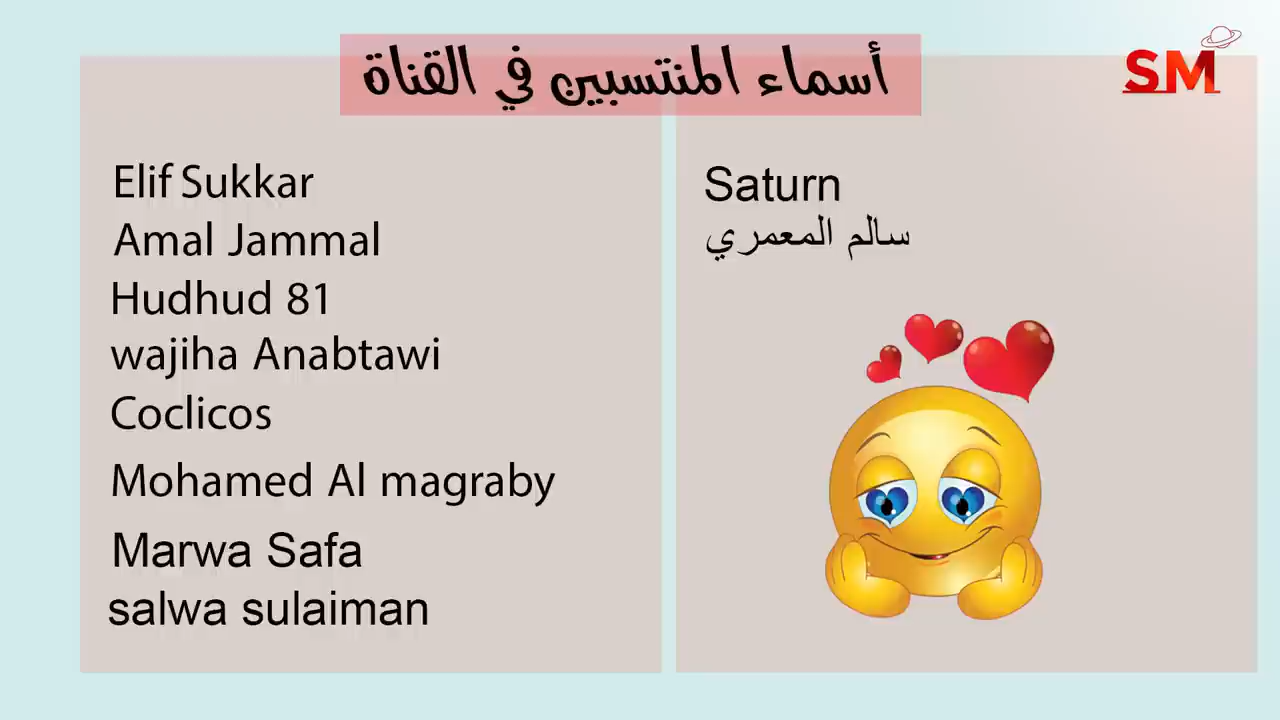 أسماء المنتسبين في القناة
SM
Elif Sukkar
Amal Jammal
Hudhud 81
wajiha Anabtawi
Coclicos
Mohamed Al magraby
Marwa Safa
salwa sulaiman
Saturn
سالم المعمري